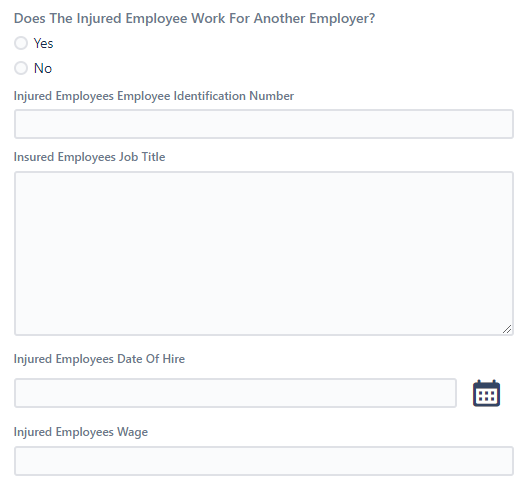 Does The Injured Employee Work For Another Employer?
Yes
No
Injured Employees Employee Identification Number
Insured Employees Job Title
Injured Employees Date Of Hire
Injured Employees Wage